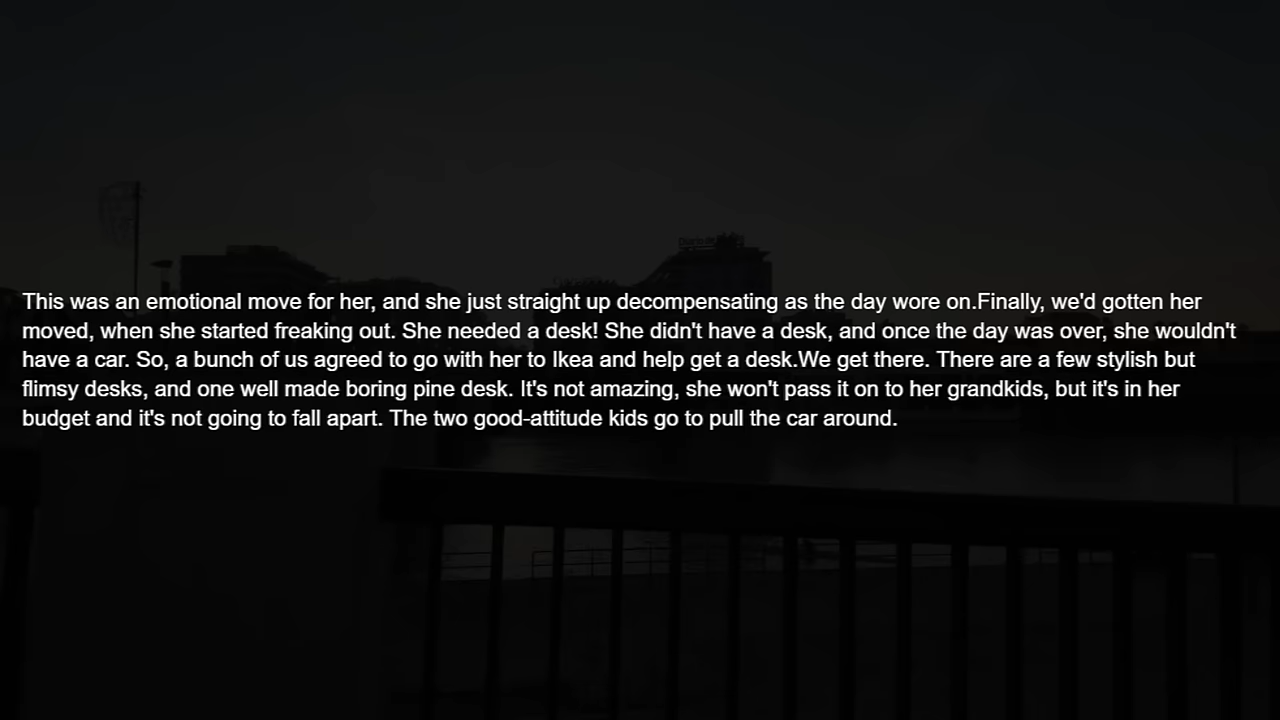 This was an emotional move for her, and she just straight up decompensating as the day wore on.Finally, we'd gotten her
moved, when she started freaking out. She needed a desk! She didn't have a desk, and once the day was over, she wouldn't
have a car. So, a bunch of us agreed to go with her to Ikea and help get a desk.We get there. There are a few stylish but
flimsy desks, and one well made boring pine desk. It's not amazing, she won't pass it on to her grandkids, but it's in her
budget and it's not going to fall apart. The two good-attitude kids go to pull the car around.